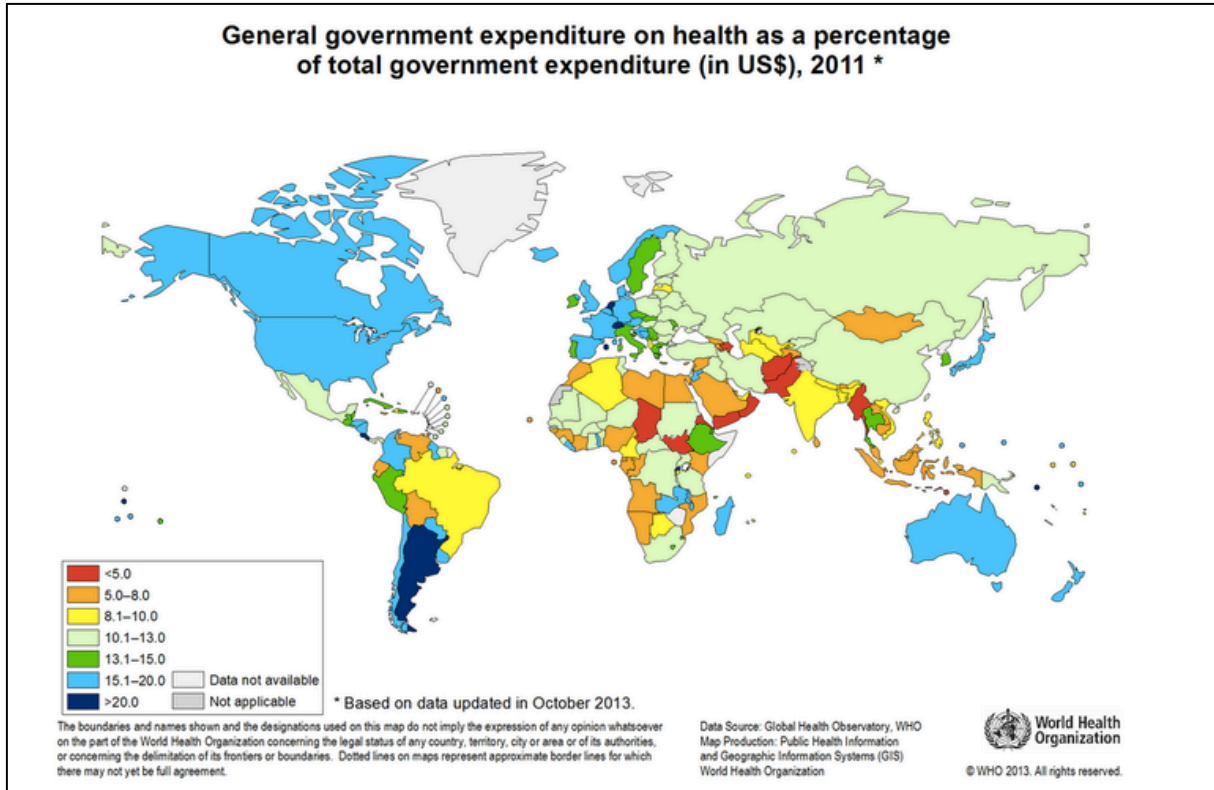 General government expenditure on health as a percentage
of total government expenditure (in US$), 2011 *
<5.0
5.0–8.0
8.1–10.0
10.1–13.0
13.1–15.0
15.1–20.0
>20.0
Data not available
Not applicable
* Based on data updated in October 2013.
The boundaries and names shown and the designations used on this map do not imply the expression of any opinion whatsoever
on the part of the World Health Organization concerning the legal status of any country, territory, city or area or of its authorities,
or concerning the delimitation of its frontiers or boundaries. Dotted lines on maps represent approximate border lines for which
there may not yet be full agreement.
Data Source: Global Health Observatory, WHO
Map Production: Public Health Information
and Geographic Information Systems (GIS)
World Health Organization
World Health
Organization
© WHO 2013. All rights reserved.